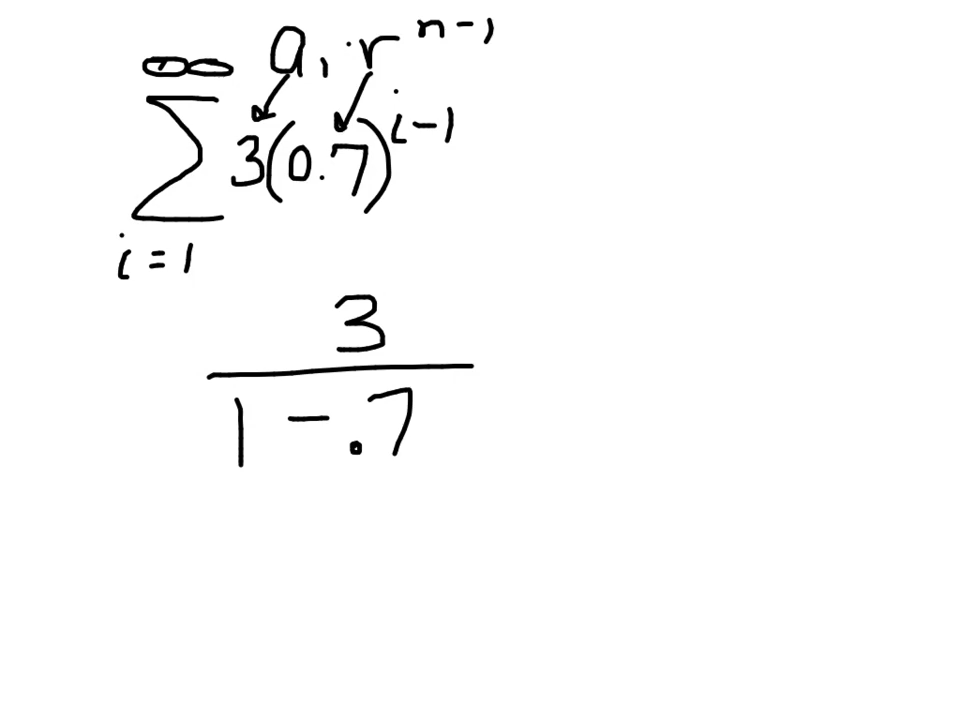 a₁ · r^{n-1}
∞
∑ 3(0.7)^{i-1}
i = 1
3
1 - .7